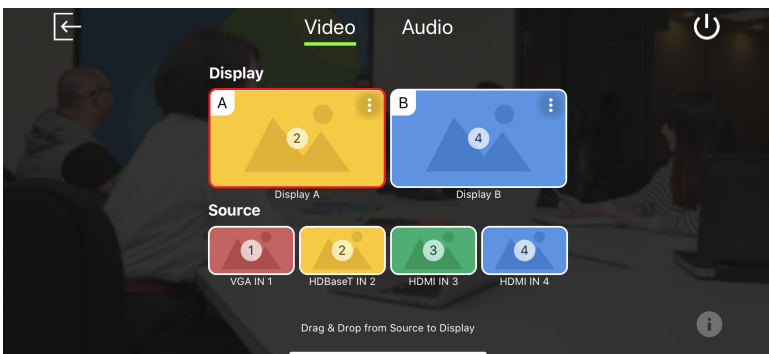 Video Audio
Display
A
2
B
4
Display A Display B
Source
1 2 3 4
VGA IN 1 HDBaseT IN 2 HDMI IN 3 HDMI IN 4
Drag & Drop from Source to Display
i